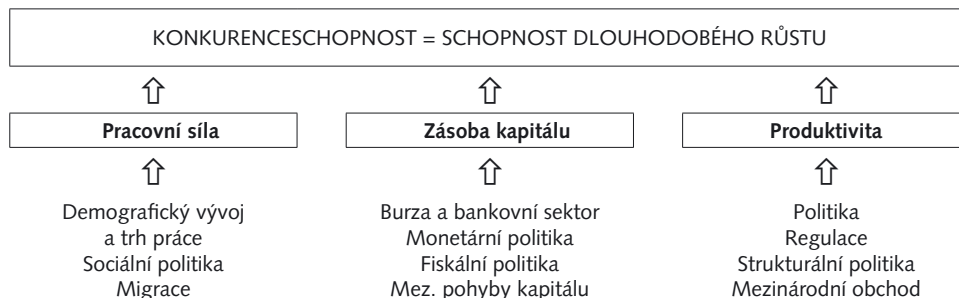 KONKURENCESCHOPNOST = SCHOPNOST DLOUHODOBÉHO RŮSTU
Pracovní síla
Zásoba kapitálu
Produktivita
Demografický vývoj
a trh práce
Sociální politika
Migrace
Burza a bankovní sektor
Monetární politika
Fiskální politika
Mez. pohyby kapitálu
Politika
Regulace
Strukturální politika
Mezinárodní obchod